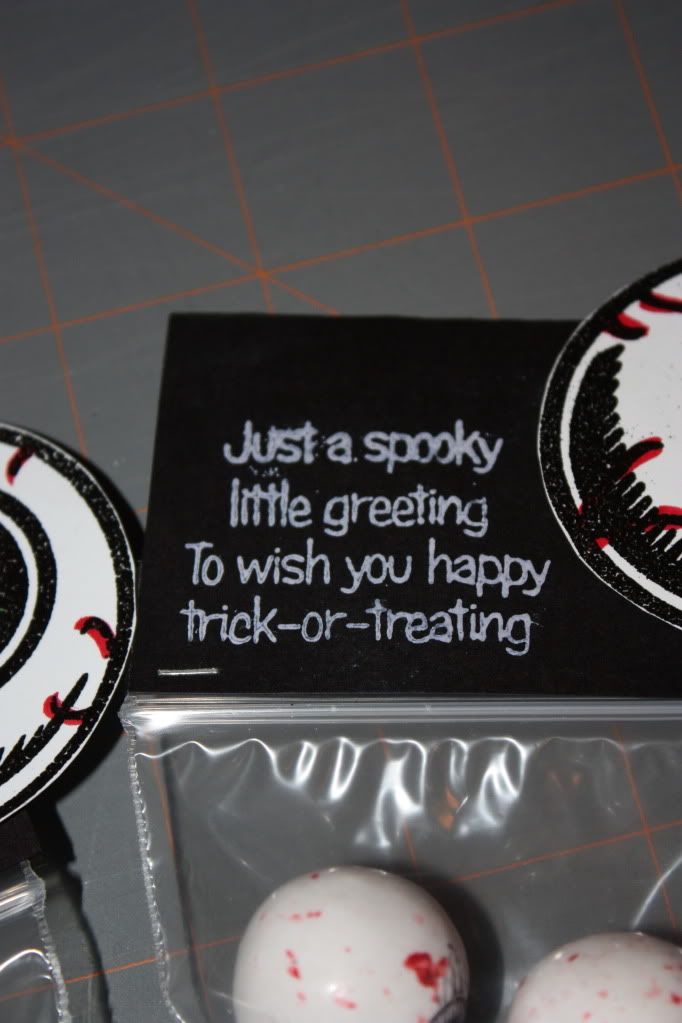 Just a spooky
little greeting
To wish you happy
trick-or-treating